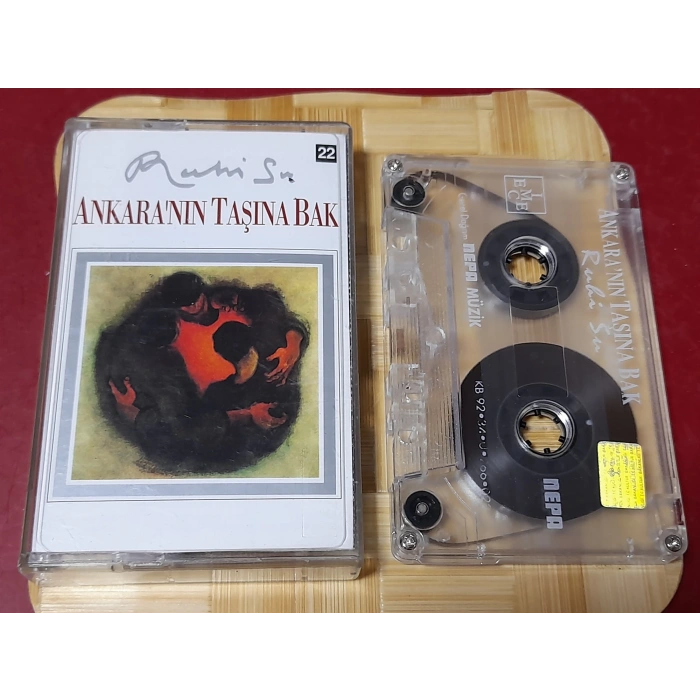 22
Ruhi Su
ANKARA'NIN TAŞINA BAK
ANKARA'NIN TAŞINA BAK
Ruhi Su
NEPA MÜZİK
NEPA